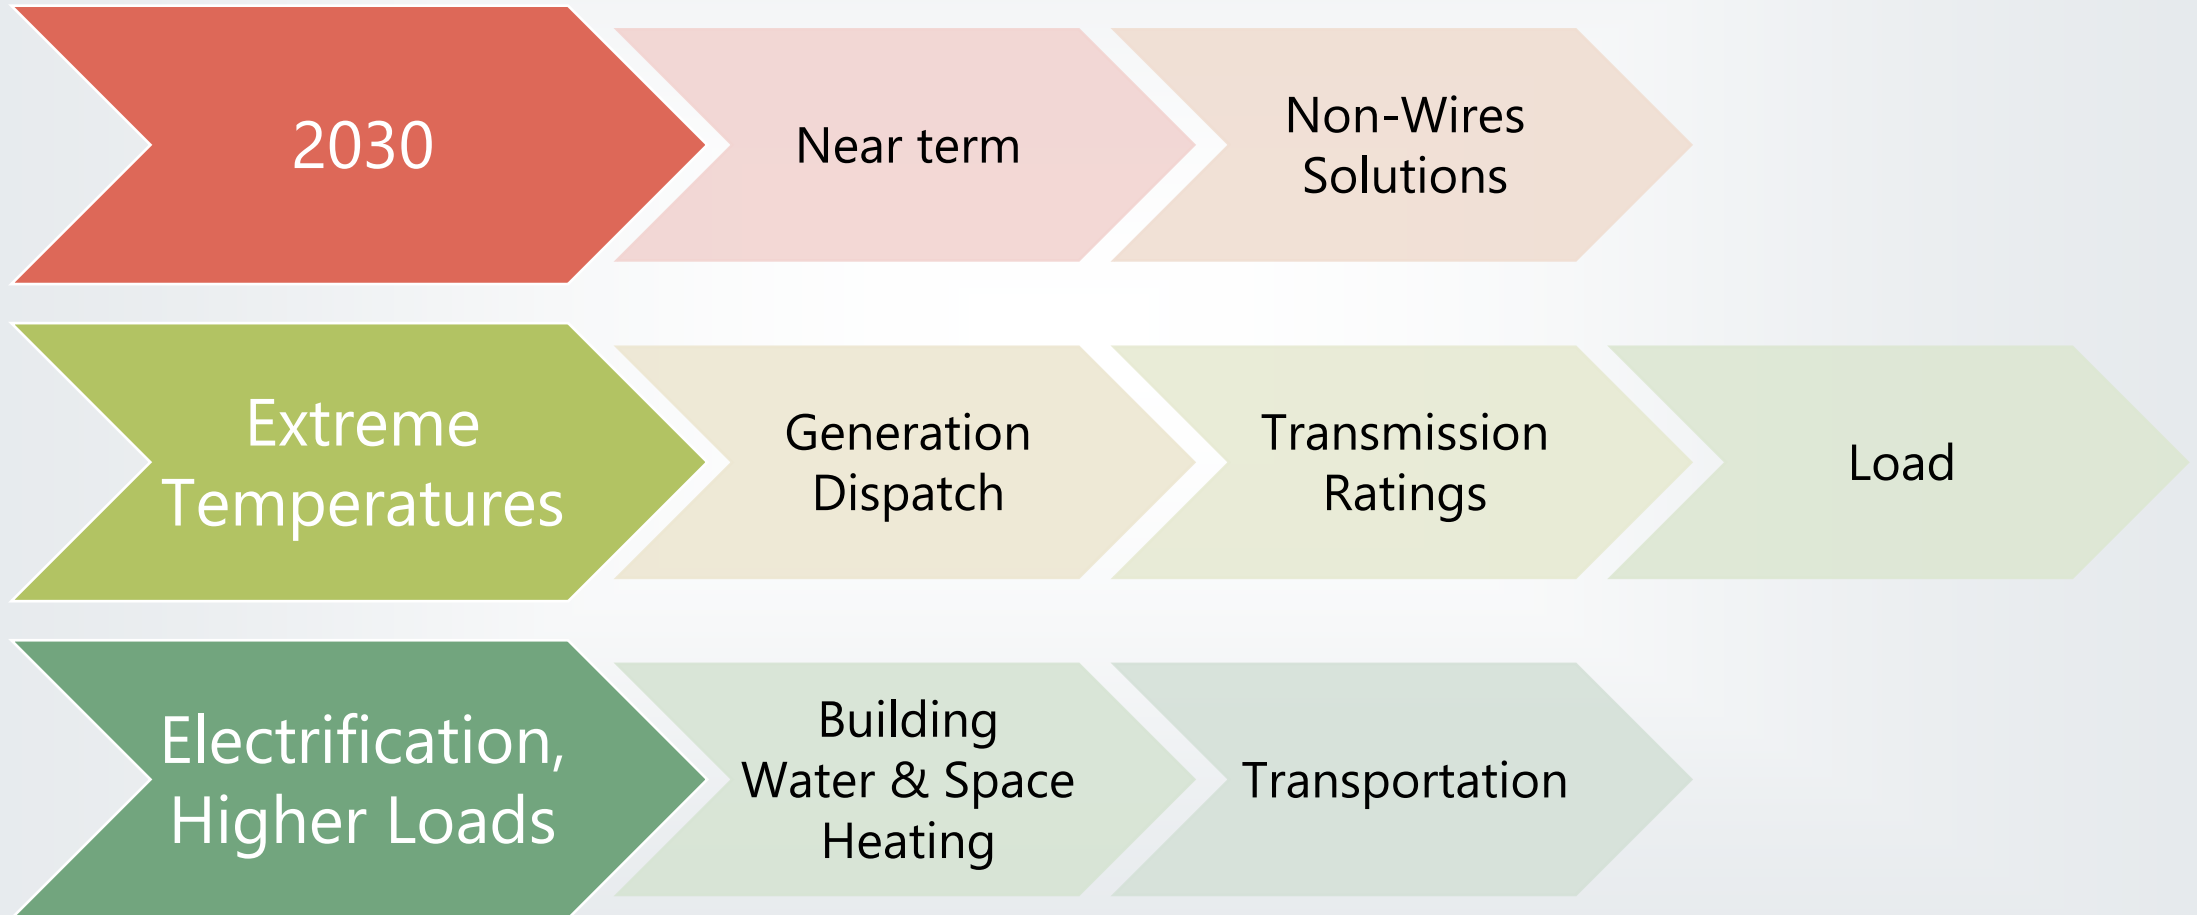 2030
Near term
Non-Wires
Solutions
Extreme
Temperatures
Generation
Dispatch
Transmission
Ratings
Load
Electrification,
Higher Loads
Building
Water & Space
Heating
Transportation